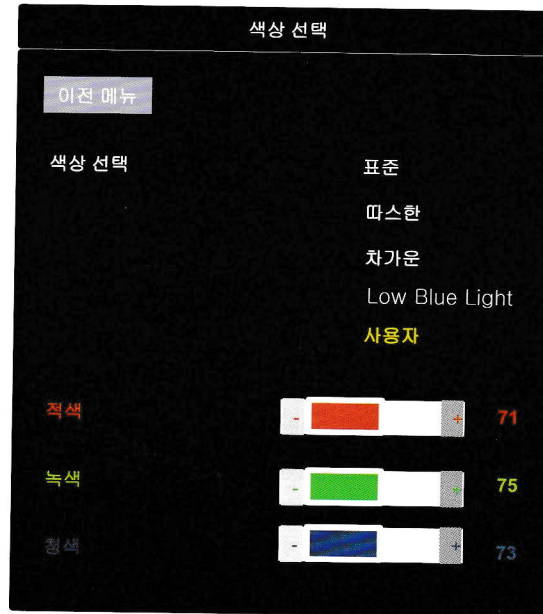 색상 선택
이전 메뉴
색상 선택 표준
따스한
차가운
Low Blue Light
사용자
적색 - + 71
녹색 - + 75
청색 - + 73